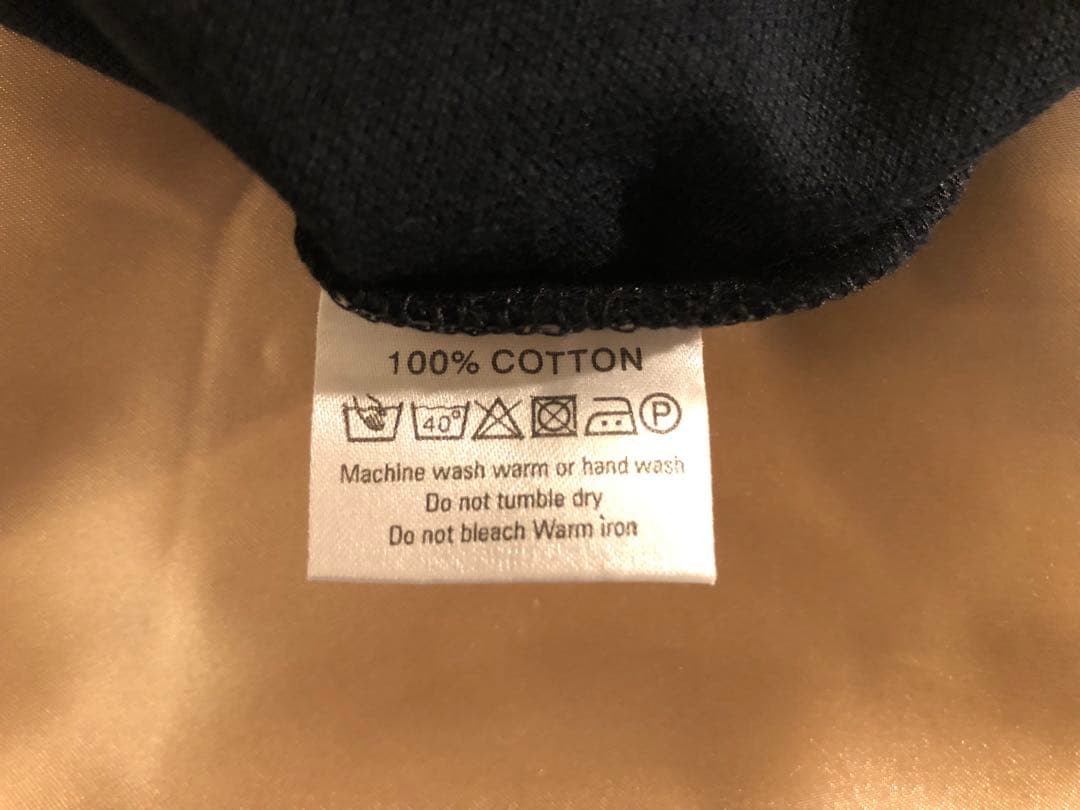 100% COTTON
40° P
Machine wash warm or hand wash
Do not tumble dry
Do not bleach Warm iron